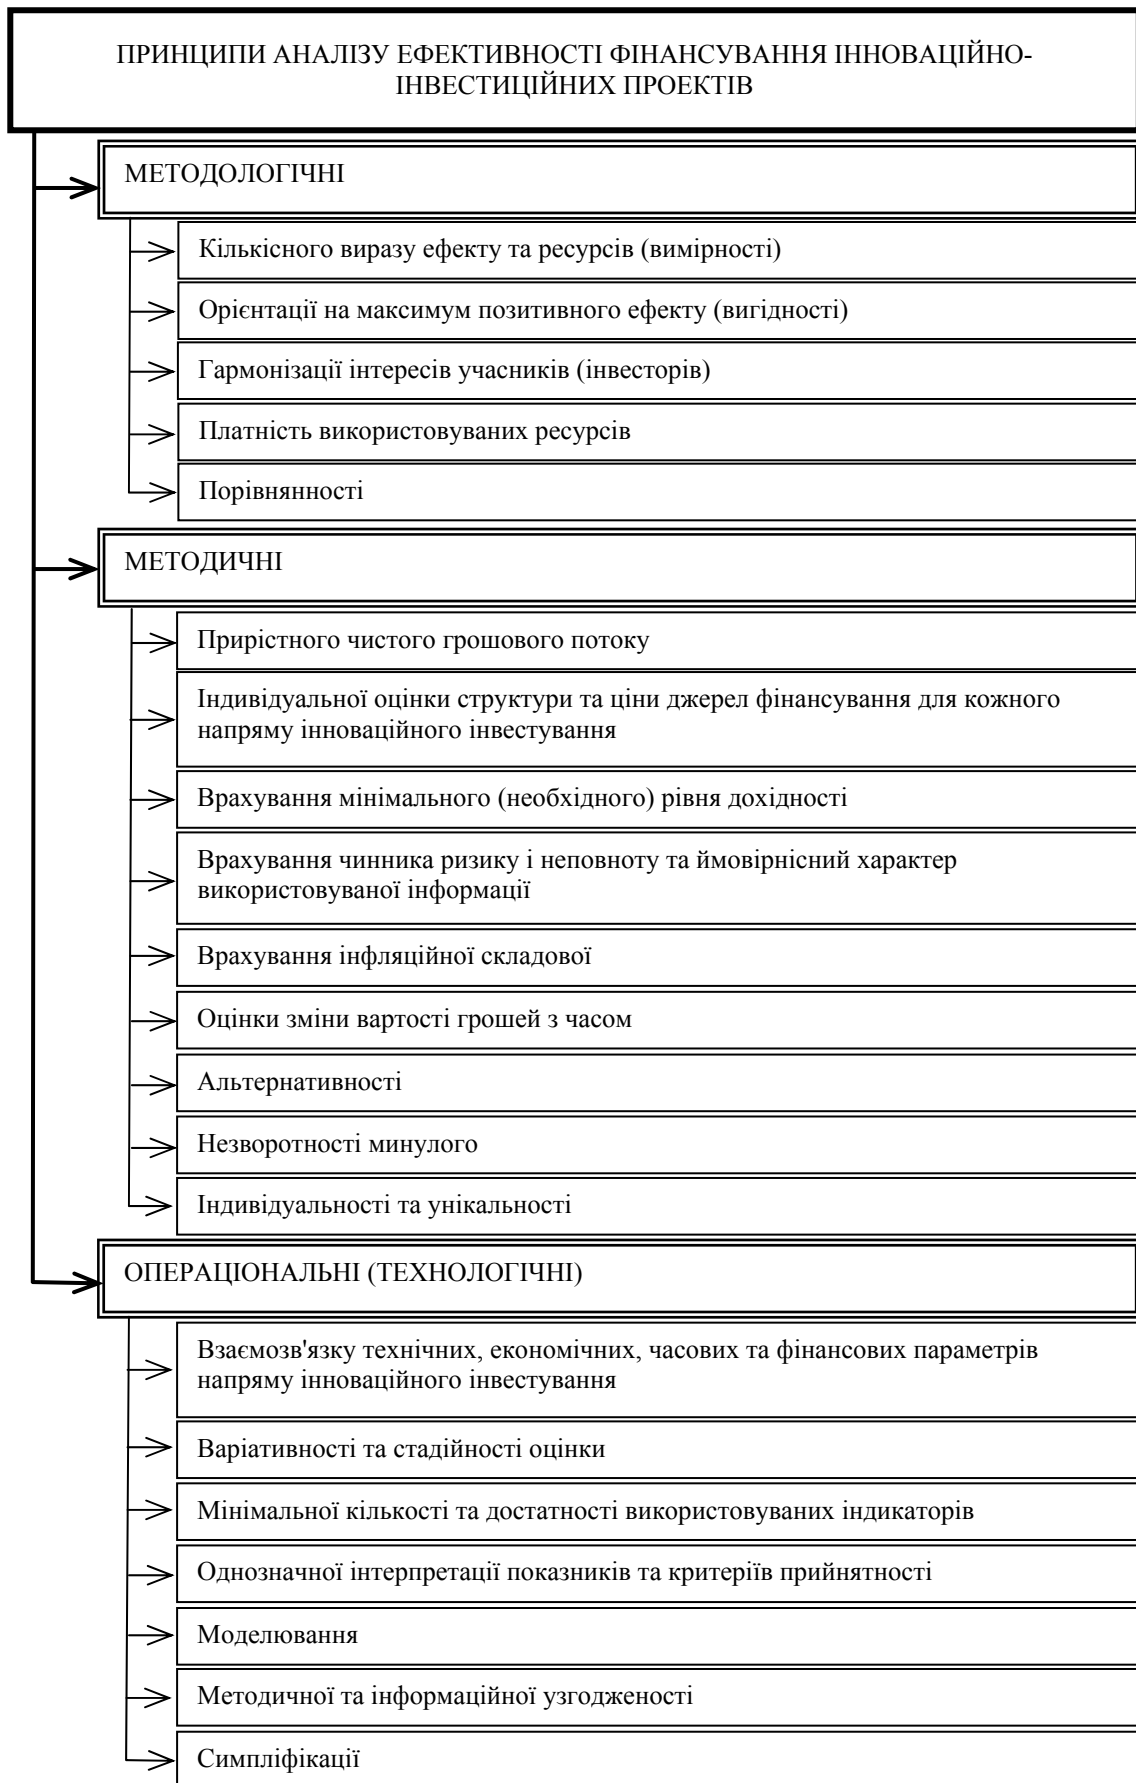 ПРИНЦИПИ АНАЛІЗУ ЕФЕКТИВНОСТІ ФІНАНСУВАННЯ ІННОВАЦІЙНО-
ІНВЕСТИЦІЙНИХ ПРОЕКТІВ
МЕТОДОЛОГІЧНІ
Кількісного виразу ефекту та ресурсів (вимірності)
Орієнтації на максимум позитивного ефекту (вигідності)
Гармонізації інтересів учасників (інвесторів)
Платність використовуваних ресурсів
Порівнянності
МЕТОДИЧНІ
Прирістного чистого грошового потоку
Індивідуальної оцінки структури та ціни джерел фінансування для кожного
напряму інноваційного інвестування
Врахування мінімального (необхідного) рівня дохідності
Врахування чинника ризику і неповноту та ймовірнісний характер
використовуваної інформації
Врахування інфляційної складової
Оцінки зміни вартості грошей з часом
Альтернативності
Незворотності минулого
Індивідуальності та унікальності
ОПЕРАЦІОНАЛЬНІ (ТЕХНОЛОГІЧНІ)
Взаємозв'язку технічних, економічних, часових та фінансових параметрів
напряму інноваційного інвестування
Варіативності та стадійності оцінки
Мінімальної кількості та достатності використовуваних індикаторів
Однозначної інтерпретації показників та критеріїв прийнятності
Моделювання
Методичної та інформаційної узгодженості
Симпліфікації